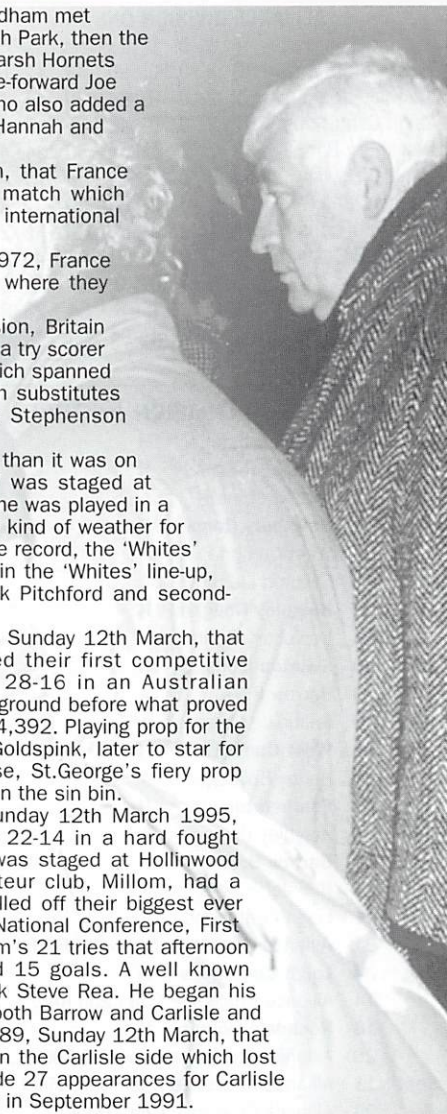 dham met
h Park, then the
arsh Hornets
e-forward Joe
ho also added a
Hannah and
n, that France
match which
international
972, France
where they
sion, Britain
a try scorer
ich spanned
n substitutes
Stephenson
than it was on
was staged at
ne was played in a
kind of weather for
e record, the 'Whites'
in the 'Whites' line-up,
k Pitchford and second-
Sunday 12th March, that
ed their first competitive
28-16 in an Australian
ground before what proved
4,392. Playing prop for the
Goldspink, later to star for
se, St.George's fiery prop
n the sin bin.
unday 12th March 1995,
22-14 in a hard fought
was staged at Hollinwood
teur club, Millom, had a
lled off their biggest ever
National Conference, First
m's 21 tries that afternoon
d 15 goals. A well known
k Steve Rea. He began his
both Barrow and Carlisle and
89, Sunday 12th March, that
n the Carlisle side which lost
de 27 appearances for Carlisle
in September 1991.